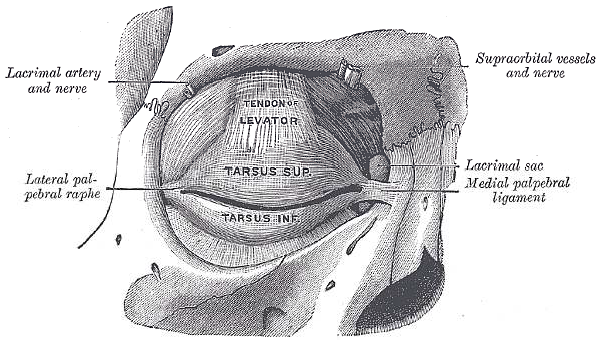 Lacrimal artery
and nerve
Supraorbital vessels
and nerve
TENDON OF
LEVATOR
TARSUS SUP.
Lacrimal sac
Lateral pal-
pebral raphe
Medial palpebral
ligament
TARSUS INF.